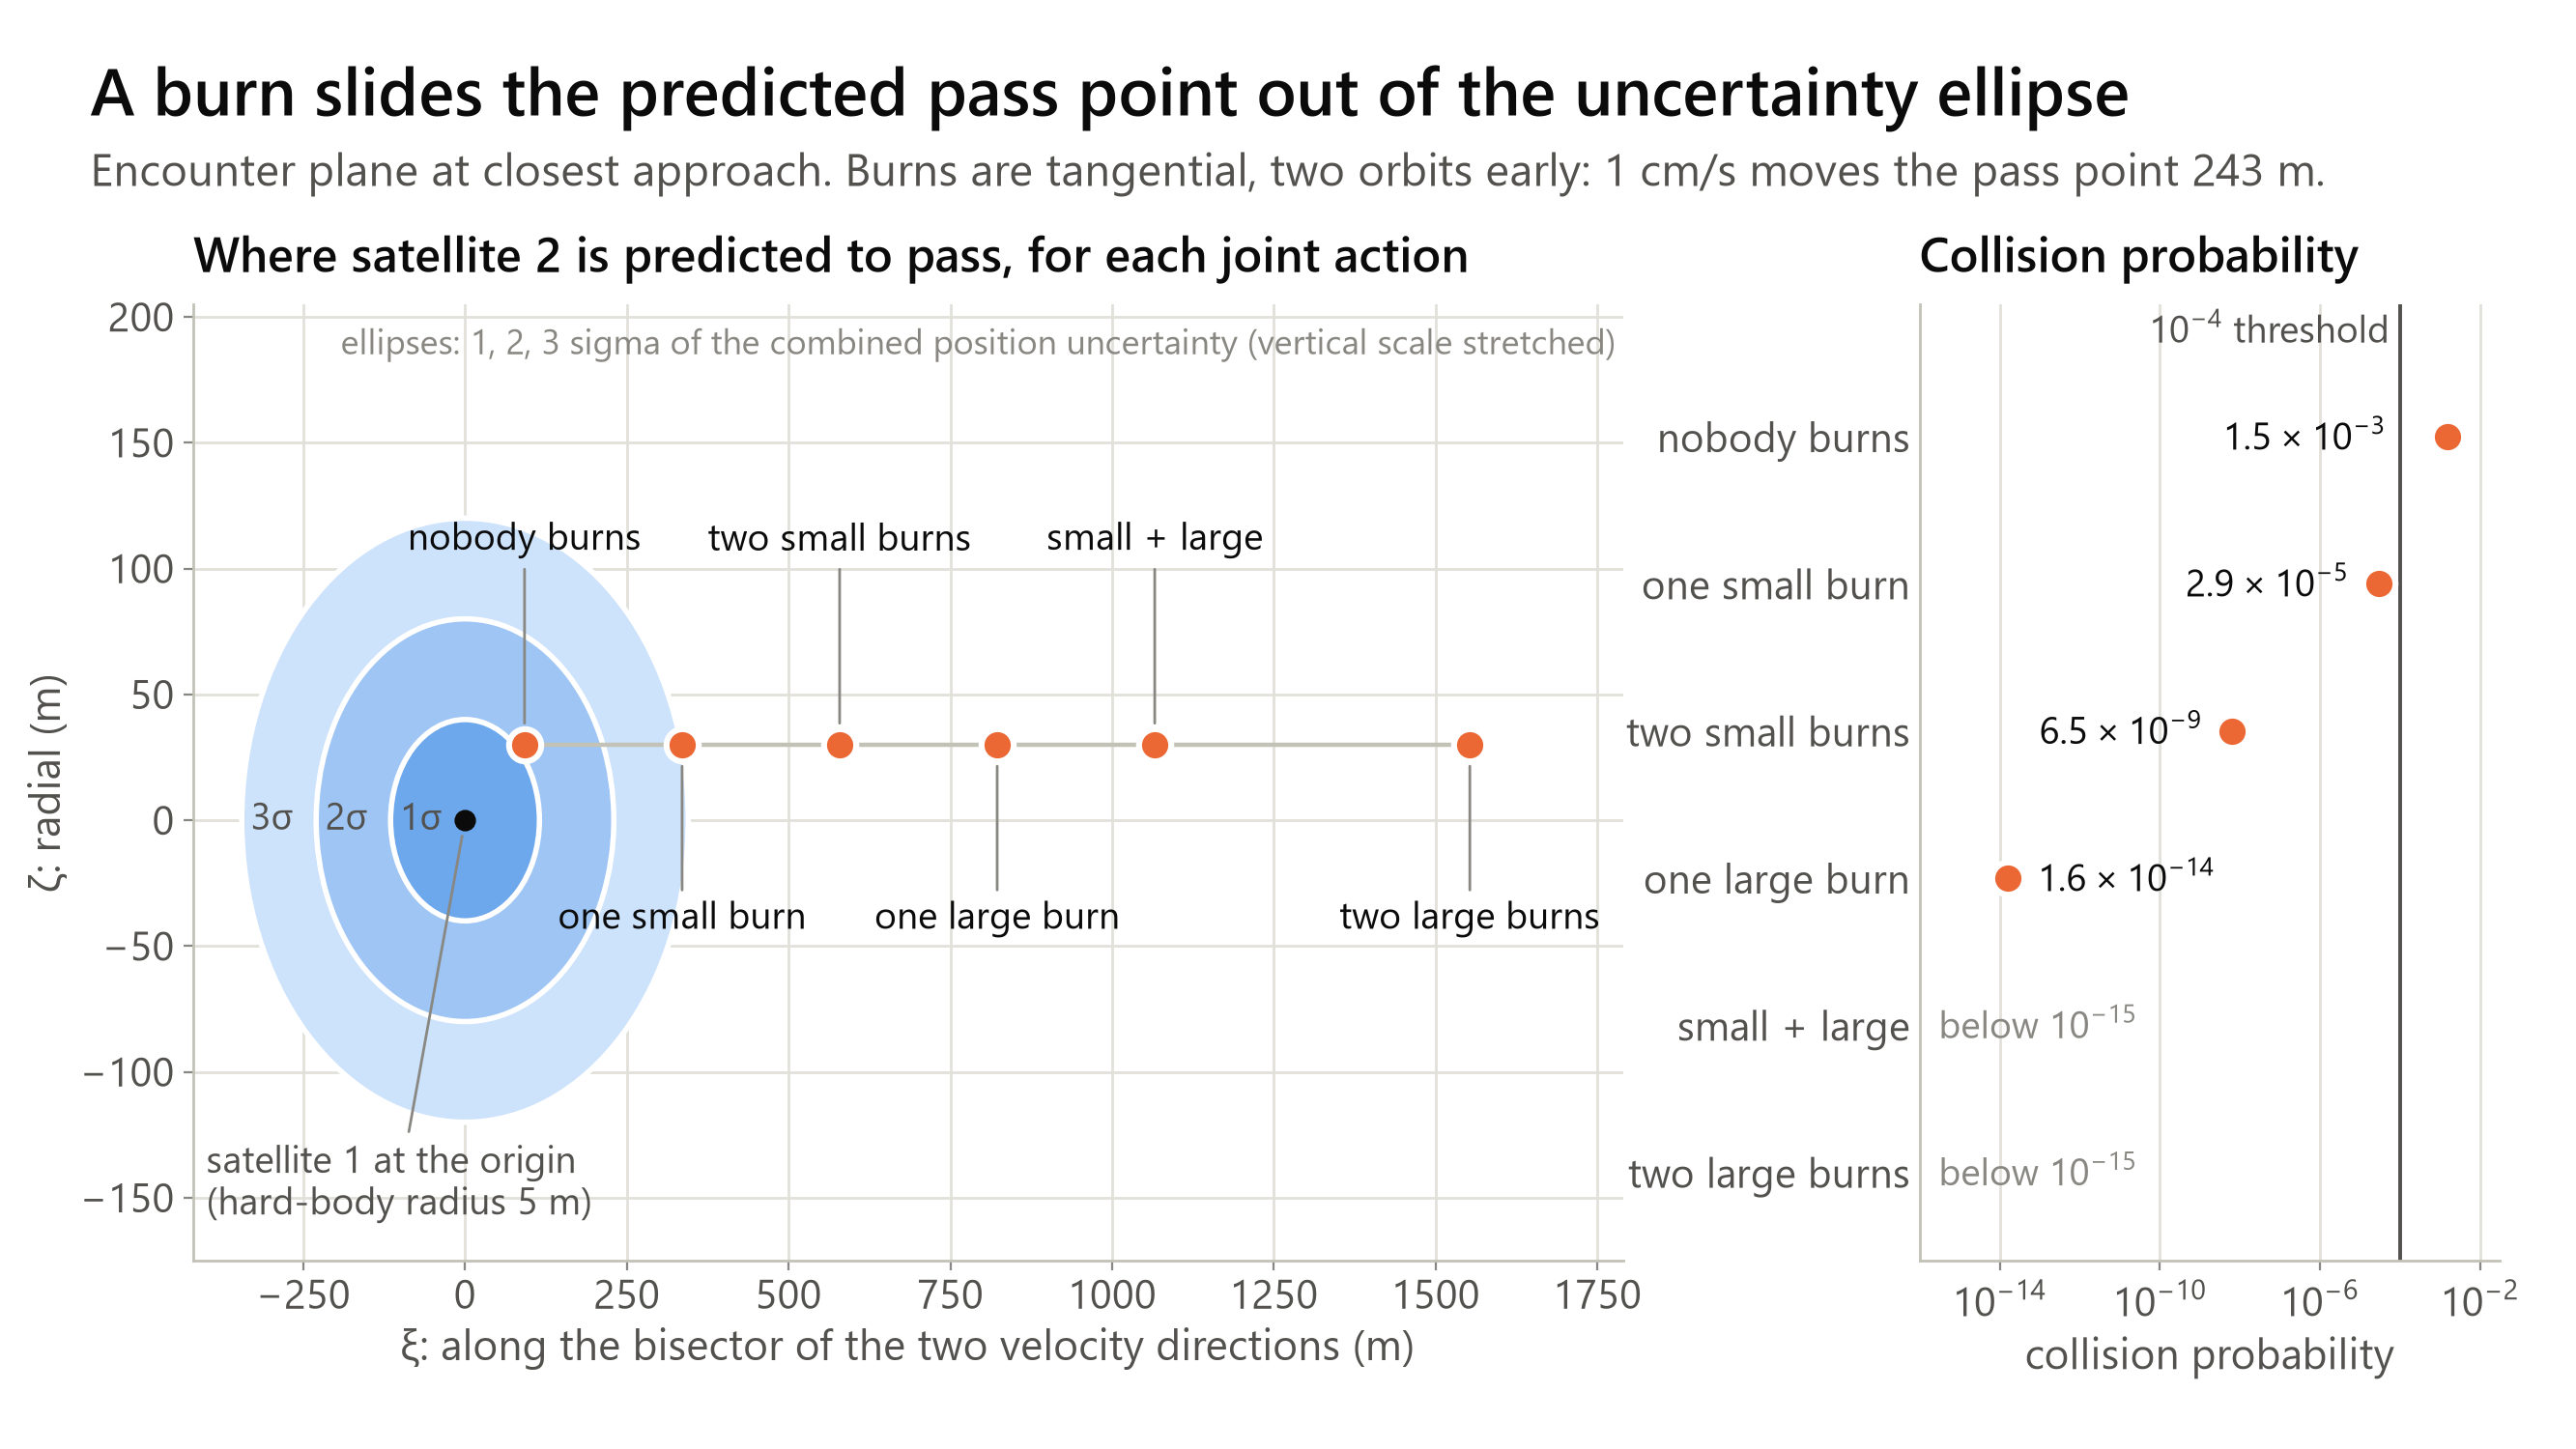 A burn slides the predicted pass point out of the uncertainty ellipse
Encounter plane at closest approach. Burns are tangential, two orbits early: 1 cm/s moves the pass point 243 m.
Where satellite 2 is predicted to pass, for each joint action
ellipses: 1, 2, 3 sigma of the combined position uncertainty (vertical scale stretched)
200
150
100
50
0
−50
−100
−150
ζ: radial (m)
nobody burns
two small burns
small + large
3σ
2σ
1σ
one small burn
one large burn
two large burns
satellite 1 at the origin
(hard-body radius 5 m)
−250
0
250
500
750
1000
1250
1500
1750
ξ: along the bisector of the two velocity directions (m)
Collision probability
10⁻⁴ threshold
nobody burns
1.5 × 10⁻³
one small burn
2.9 × 10⁻⁵
two small burns
6.5 × 10⁻⁹
one large burn
1.6 × 10⁻¹⁴
small + large
below 10⁻¹⁵
two large burns
below 10⁻¹⁵
10⁻¹⁴
10⁻¹⁰
10⁻⁶
10⁻²
collision probability